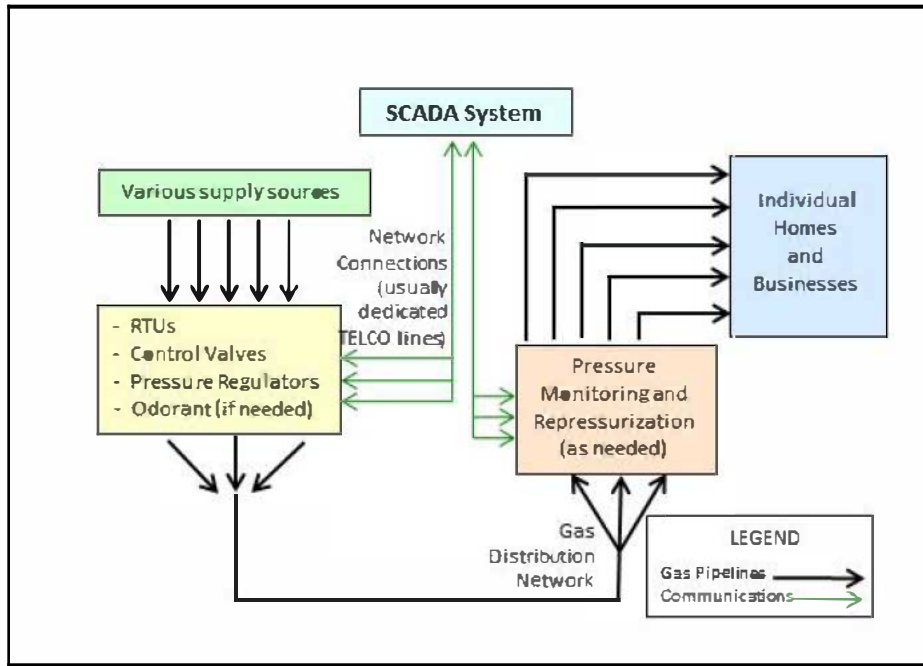 SCADA System
Various supply sources
Network
Connections
(usually
dedicated
TELCO lines)
Individual
Homes
and
Businesses
- RTUs
- Control Valves
- Pressure Regulators
- Odorant (if needed)
Pressure
Monitoring and
Repressurization
(as needed)
Gas
Distribution
Network
LEGEND
Gas Pipelines
Communications